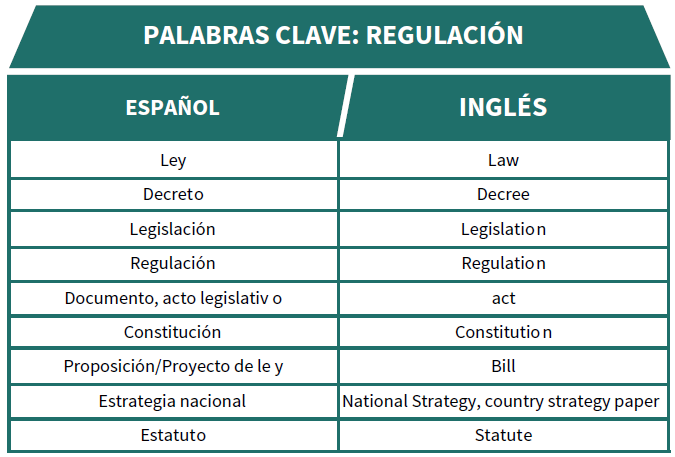 PALABRAS CLAVE: REGULACIÓN
ESPAÑOL INGLÉS
Ley Law
Decreto Decree
Legislación Legislation
Regulación Regulation
Documento, acto legislativ o act
Constitución Constitution
Proposición/Proyecto de le y Bill
Estrategia nacional National Strategy, country strategy paper
Estatuto Statute